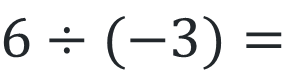 6 ÷ (−3) =